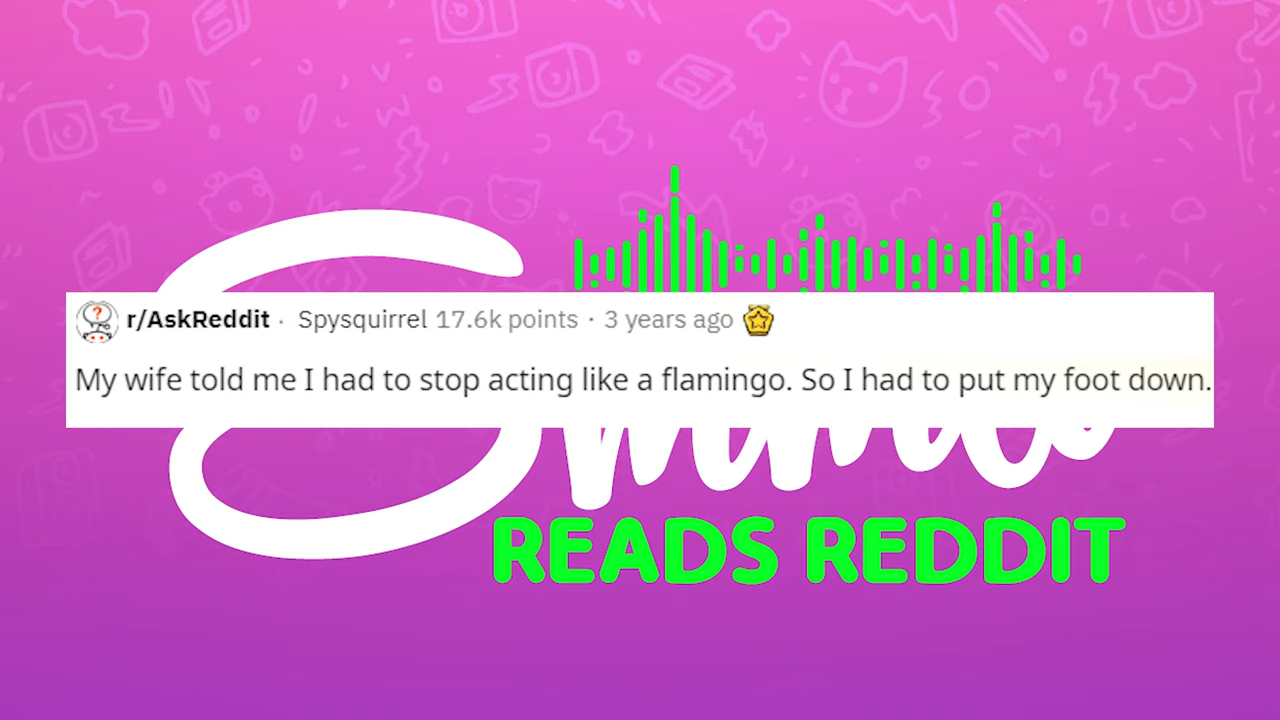 r/AskReddit · Spysquirrel 17.6k points · 3 years ago
My wife told me I had to stop acting like a flamingo. So I had to put my foot down.
READS REDDIT